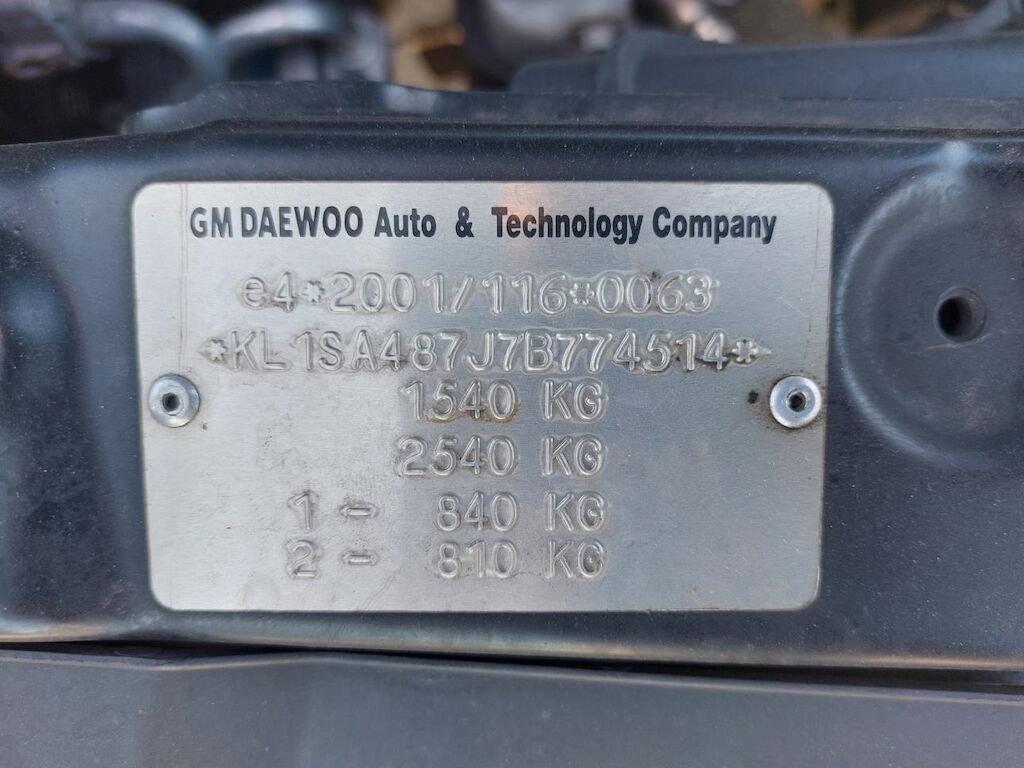 GM DAEWOO Auto & Technology Company
e4*2001/116*0063
*KL1SA487J7B774514*
1540 KG
2540 KG
1 - 840 KG
2 - 810 KG